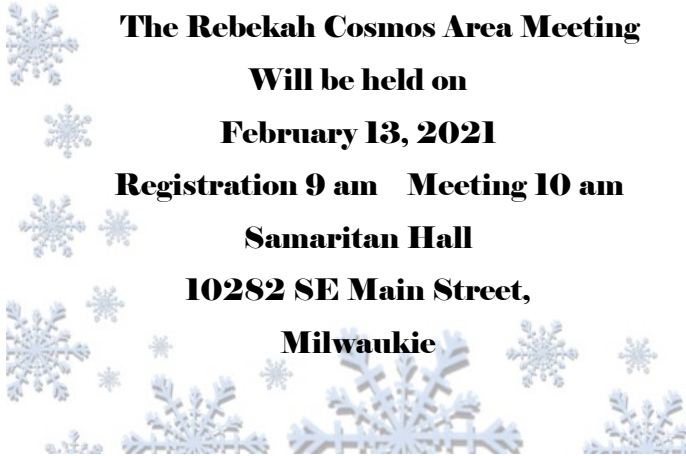 The Rebekah Cosmos Area Meeting
Will be held on
February 13, 2021
Registration 9 am Meeting 10 am
Samaritan Hall
10282 SE Main Street,
Milwaukie